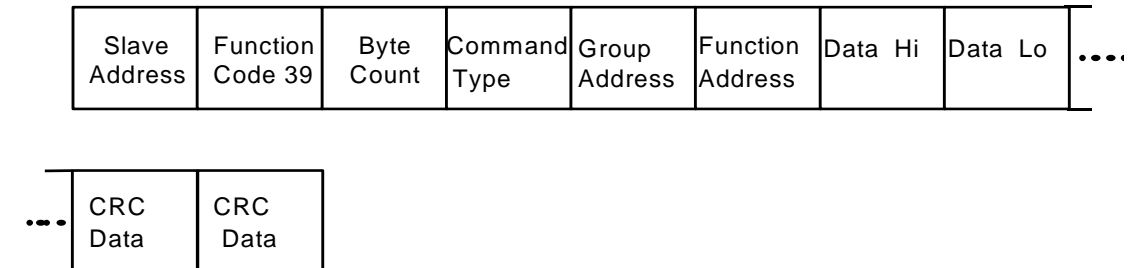 Slave Function Byte Command Group Function Data Hi Data Lo ....
Address Code 39 Count Type Address Address
.... CRC CRC
Data Data